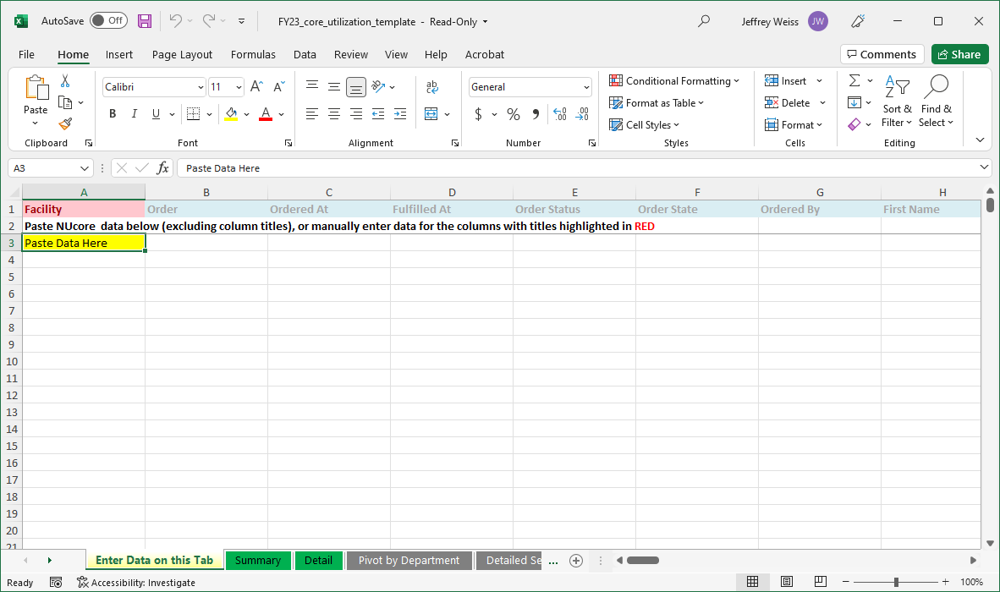 AutoSave Off FY23_core_utilization_template - Read-Only Jeffrey Weiss JW
File Home Insert Page Layout Formulas Data Review View Help Acrobat Comments Share
Paste
Clipboard
Calibri 11
B I U A
Font
ab
Alignment
General
$ % 9 .00 .00
Number
Conditional Formatting
Format as Table
Cell Styles
Styles
Insert
Delete
Format
Cells
Sort & Filter
Find & Select
Editing
A3 fx Paste Data Here
A B C D E F G H
1 Facility Order Ordered At Fulfilled At Order Status Order State Ordered By First Name
2 Paste NUcore data below (excluding column titles), or manually enter data for the columns with titles highlighted in RED
3 Paste Data Here
4
5
6
7
8
9
10
11
12
13
14
15
16
17
18
19
20
21
Enter Data on this Tab Summary Detail Pivot by Department Detailed Se ...
Ready Accessibility: Investigate 100%